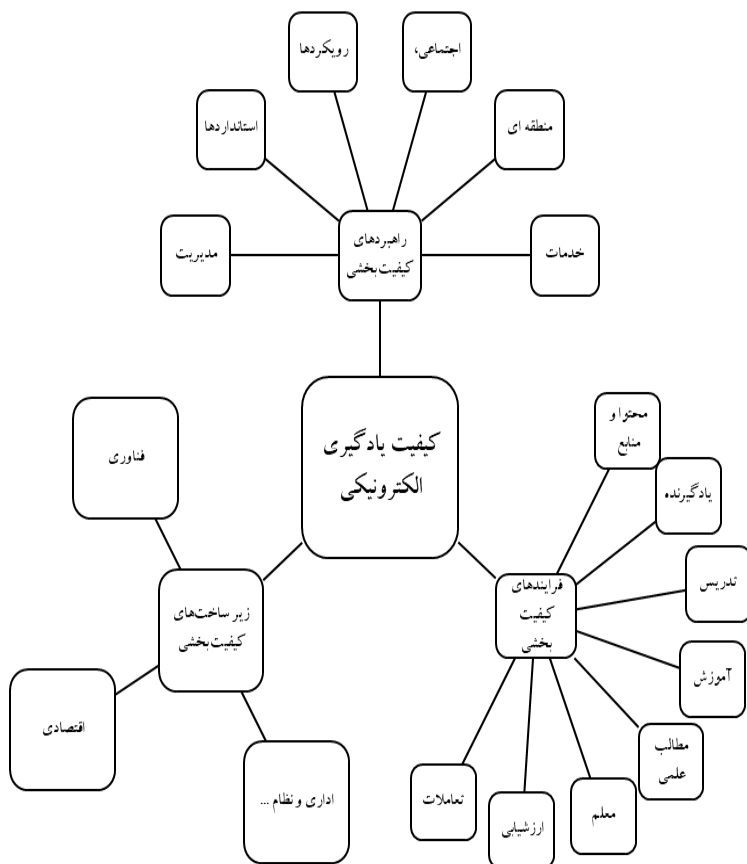 رویکردها
اجتماعی،
استانداردها
منطقه ای
مدیریت
راهبردهای
کیفیت‌بخشی
خدمات
کیفیت یادگیری
الکترونیکی
فناوری
زیر ساخت‌های
کیفیت‌بخشی
اقتصادی
اداری و نظام ...
فرایندهای
کیفیت
بخشی
محتوا و
منابع
یادگیرنده
تدریس
آموزش
مطالب
علمی
معلم
ارزشیابی
تعاملات